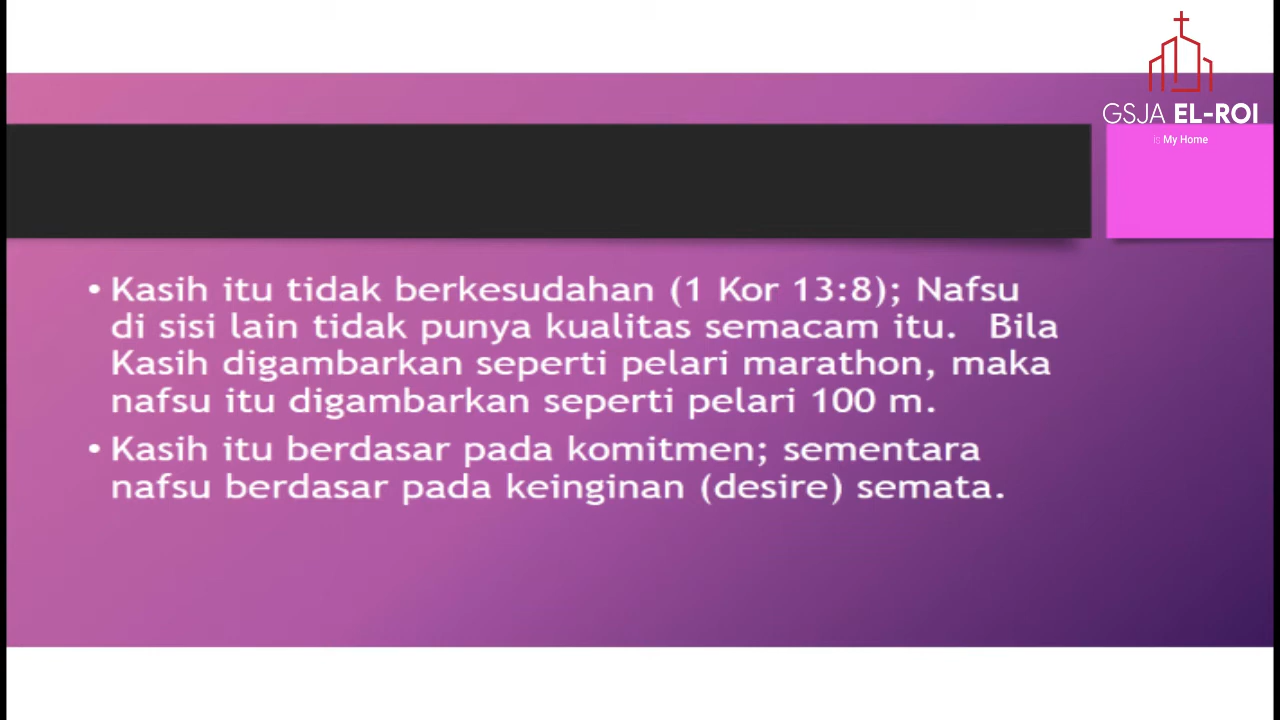 GSJA EL-ROI
is My Home
• Kasih itu tidak berkesudahan (1 Kor 13:8); Nafsu
di sisi lain tidak punya kualitas semacam itu.  Bila
Kasih digambarkan seperti pelari marathon, maka
nafsu itu digambarkan seperti pelari 100 m.
• Kasih itu berdasar pada komitmen; sementara
nafsu berdasar pada keinginan (desire) semata.